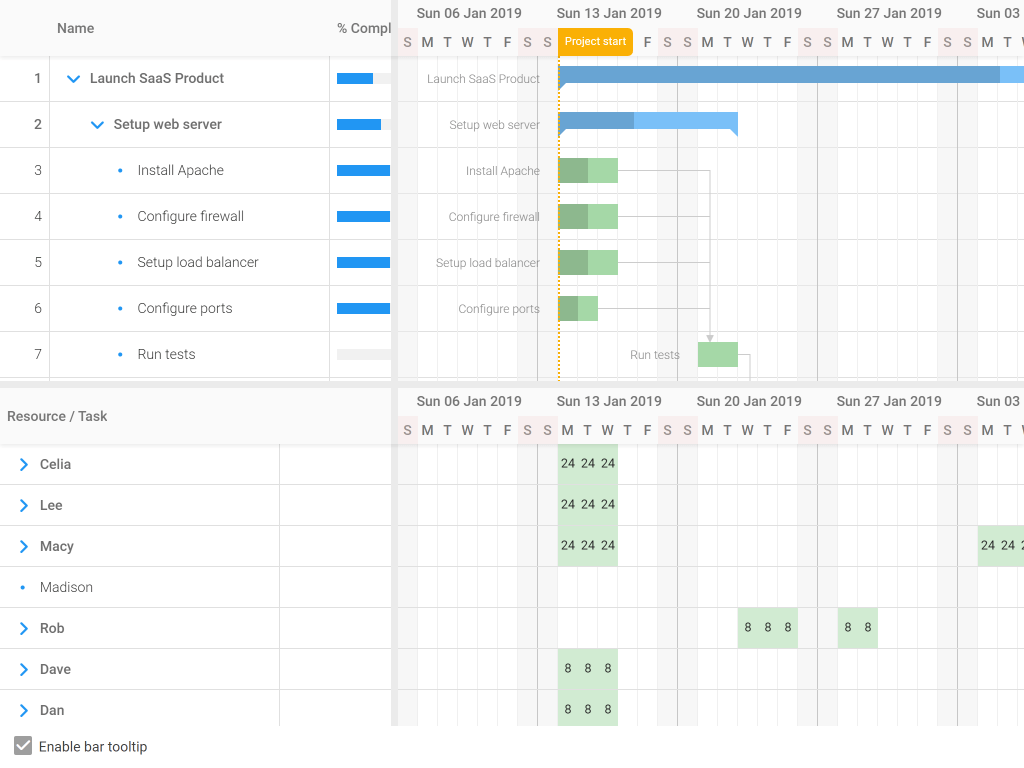 Name % Compl
Sun 06 Jan 2019 Sun 13 Jan 2019 Sun 20 Jan 2019 Sun 27 Jan 2019 Sun 03
S M T W T F S S Project start F S S M T W T F S S M T W T F S S M T W
1 Launch SaaS Product Launch SaaS Product
2 Setup web server Setup web server
3 Install Apache Install Apache
4 Configure firewall Configure firewall
5 Setup load balancer Setup load balancer
6 Configure ports Configure ports
7 Run tests Run tests
Resource / Task
Sun 06 Jan 2019 Sun 13 Jan 2019 Sun 20 Jan 2019 Sun 27 Jan 2019 Sun 03
S M T W T F S S M T W T F S S M T W T F S S M T W T F S S M T W
Celia 24 24 24
Lee 24 24 24
Macy 24 24 24 24 24 2
Madison
Rob 8 8 8 8 8
Dave 8 8 8
Dan 8 8 8
Enable bar tooltip